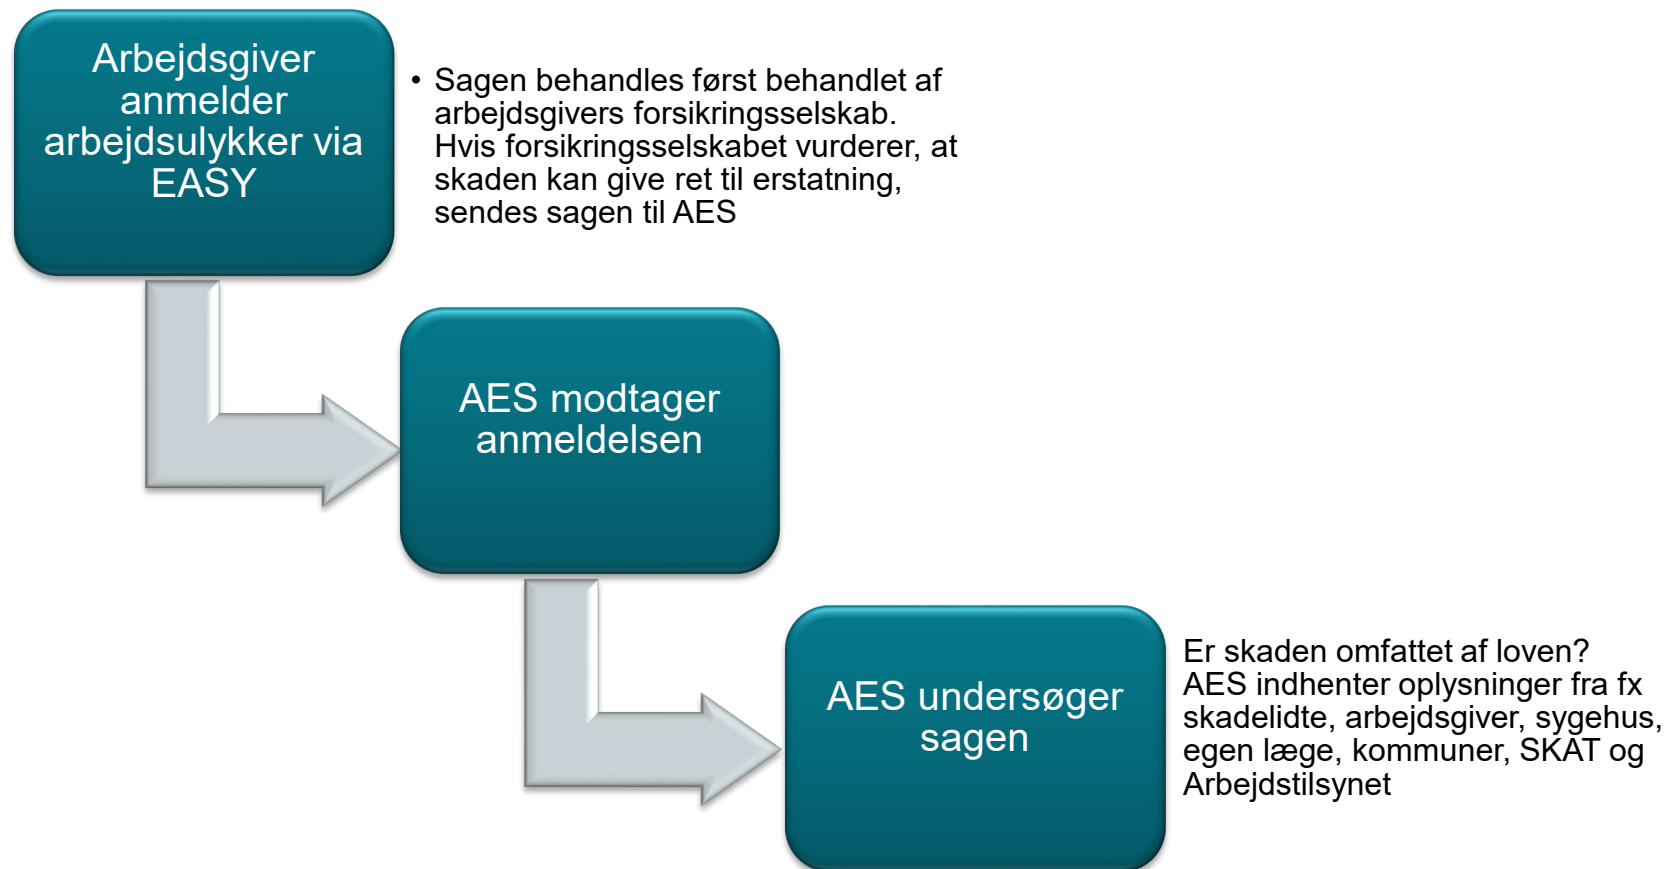 Arbejdsgiver
anmelder
arbejdsulykker via
EASY
• Sagen behandles først behandlet af
arbejdsgivers forsikringsselskab.
Hvis forsikringsselskabet vurderer, at
skaden kan give ret til erstatning,
sendes sagen til AES
AES modtager
anmeldelsen
AES undersøger
sagen
Er skaden omfattet af loven?
AES indhenter oplysninger fra fx
skadelidte, arbejdsgiver, sygehus,
egen læge, kommuner, SKAT og
Arbejdstilsynet